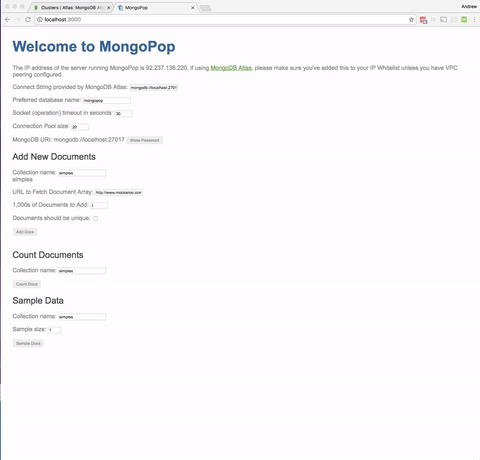 Clusters | Atlas: MongoDB Atl
MongoPop
Andrew
localhost:3000
Welcome to MongoPop
The IP address of the server running MongoPop is 92.237.136.220, if using MongoDB Atlas, please make sure you've added this to your IP Whitelist unless you have VPC
peering configured.
Connect String provided by MongoDB Atlas: mongodb://localhost:2701
Preferred database name: mongopop
Socket (operation) timeout in seconds: 30
Connection Pool size: 20
MongoDB URI: mongodb://localhost:27017 Show Password
Add New Documents
Collection name: simples
simples
URL to Fetch Document Array: http://www.mockaroo.com
1,000s of Documents to Add: 1
Documents should be unique:
Add Docs
Count Documents
Collection name: simples
Count Docs
Sample Data
Collection name: simples
Sample size: 1
Sample Docs